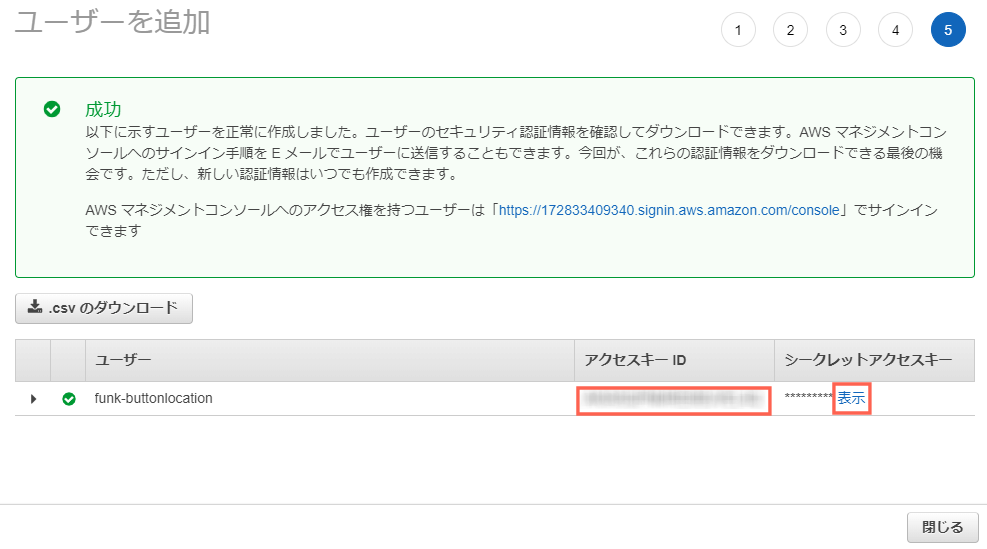 ユーザーを追加
1 2 3 4 5
成功
以下に示すユーザーを正常に作成しました。ユーザーのセキュリティ認証情報を確認してダウンロードできます。AWS マネジメントコン
ソールへのサインイン手順を E メールでユーザーに送信することもできます。今回が、これらの認証情報をダウンロードできる最後の機
会です。ただし、新しい認証情報はいつでも作成できます。
AWS マネジメントコンソールへのアクセス権を持つユーザーは「https://172833409340.signin.aws.amazon.com/console」でサインイン
できます
.csv のダウンロード
ユーザー アクセスキー ID シークレットアクセスキー
funk-buttonlocation ********* 表示
閉じる